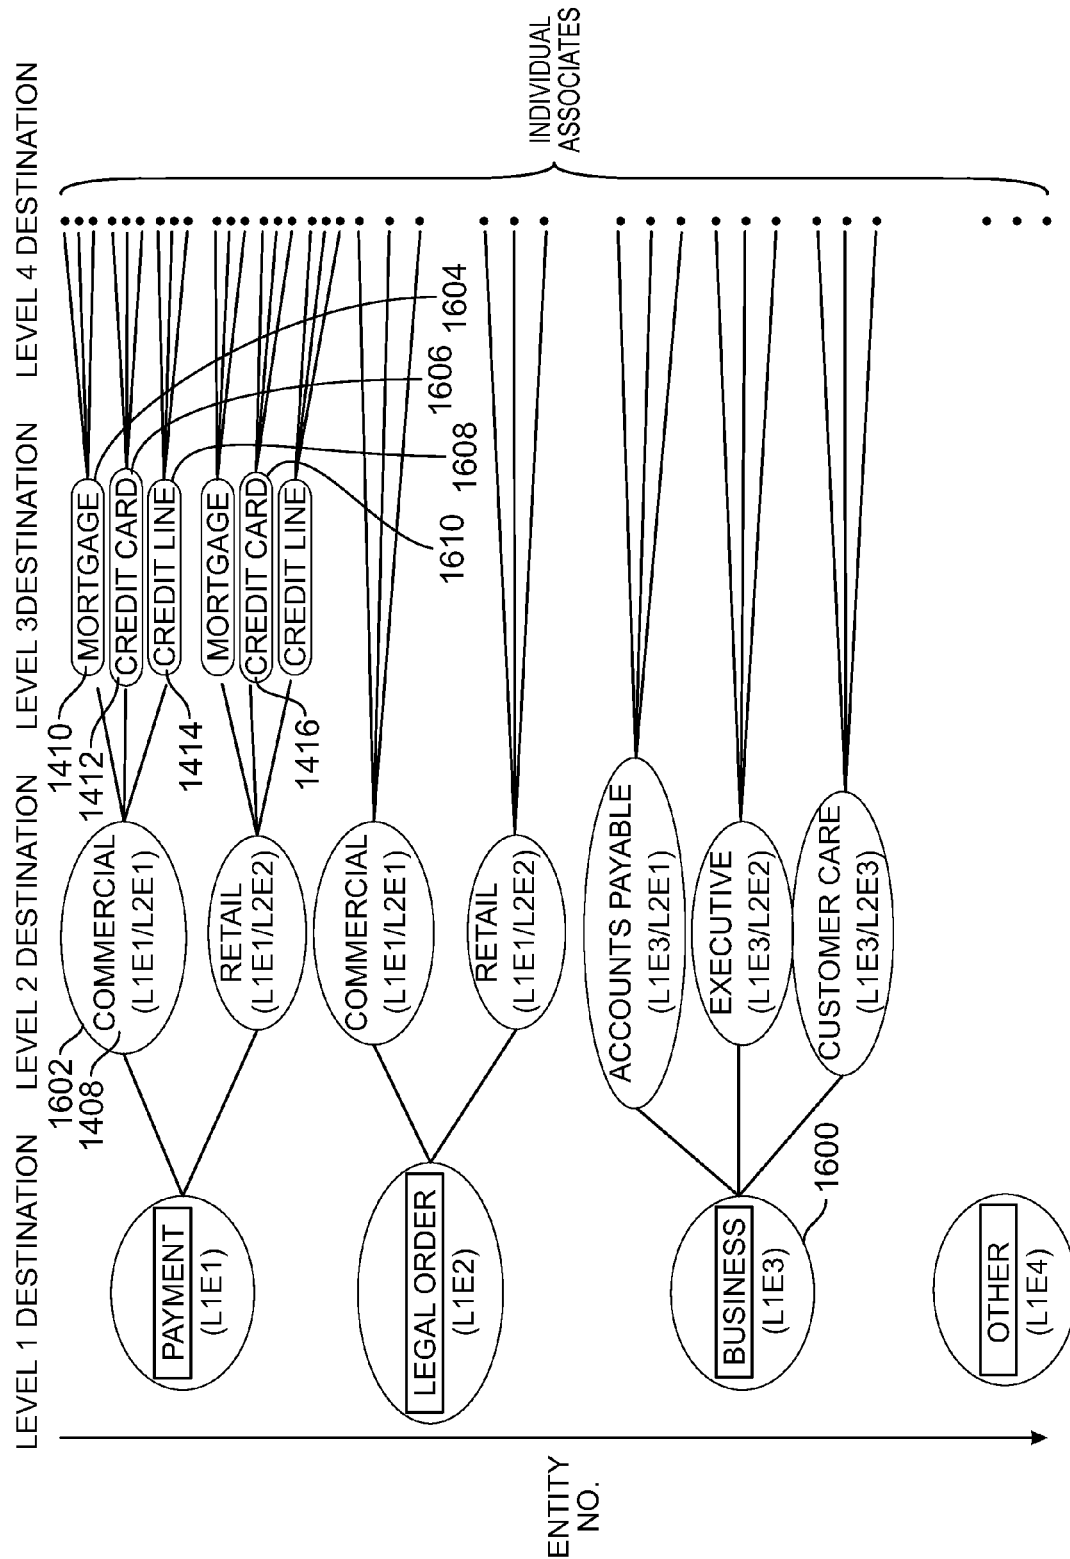 LEVEL 1 DESTINATION
LEVEL 2 DESTINATION
LEVEL 3DESTINATION
LEVEL 4 DESTINATION
ENTITY
NO.
PAYMENT
(L1E1)
LEGAL ORDER
(L1E2)
BUSINESS
(L1E3)
1600
OTHER
(L1E4)
1602
1408
COMMERCIAL
(L1E1/L2E1)
RETAIL
(L1E1/L2E2)
COMMERCIAL
(L1E1/L2E1)
RETAIL
(L1E1/L2E2)
ACCOUNTS PAYABLE
(L1E3/L2E1)
EXECUTIVE
(L1E3/L2E2)
CUSTOMER CARE
(L1E3/L2E3)
1410
1412
1414
1416
MORTGAGE
CREDIT CARD
CREDIT LINE
MORTGAGE
CREDIT CARD
CREDIT LINE
1604
1606
1608
1610
INDIVIDUAL
ASSOCIATES